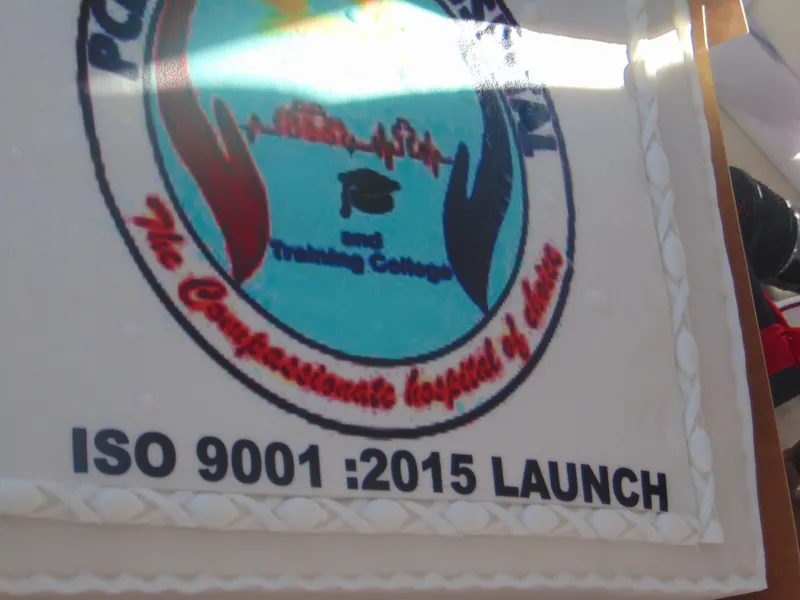 and
Training College
The Compassionate hospital of choice
ISO 9001 :2015 LAUNCH